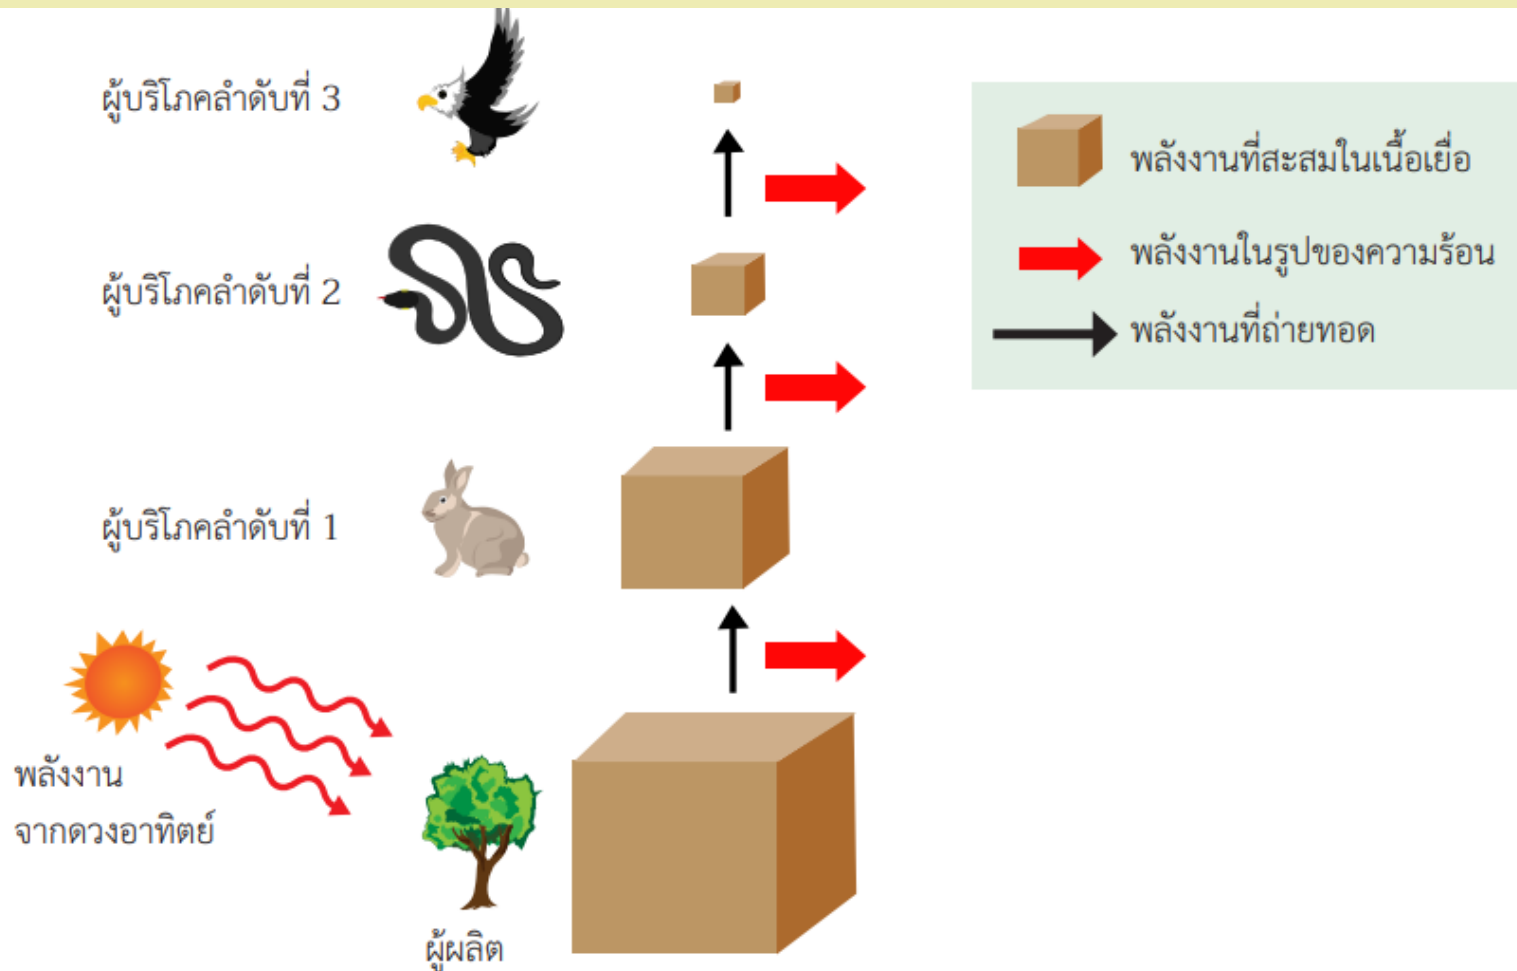 ผู้บริโภคลำดับที่ 3
ผู้บริโภคลำดับที่ 2
ผู้บริโภคลำดับที่ 1
พลังงาน
จากดวงอาทิตย์
ผู้ผลิต
พลังงานที่สะสมในเนื้อเยื่อ
พลังงานในรูปของความร้อน
พลังงานที่ถ่ายทอด